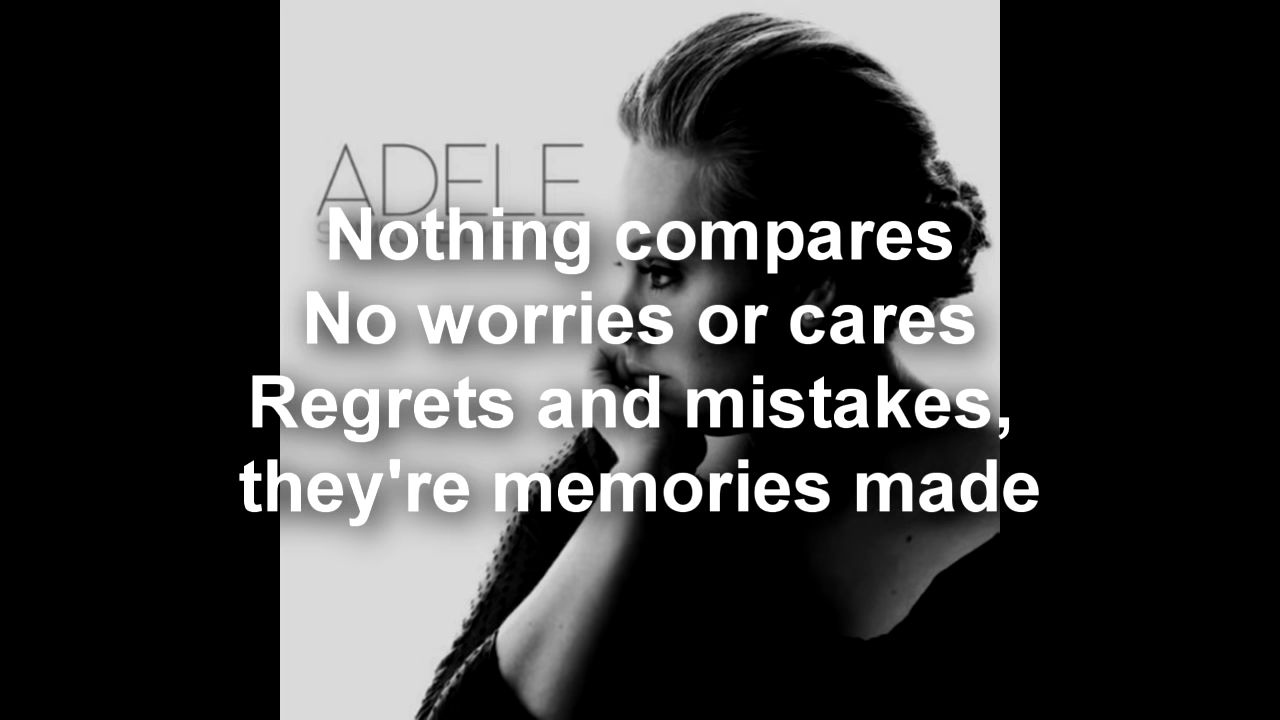 ADELE
Nothing compares
No worries or cares
Regrets and mistakes,
they're memories made